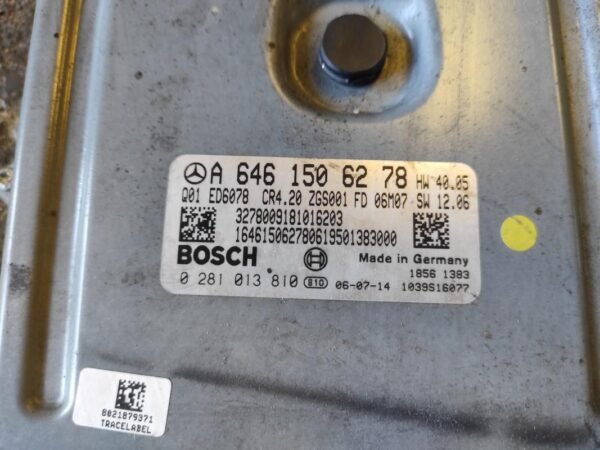 A 646 150 62 78 HW 40.05
Q01 ED6078 CR4.20 ZGS001 FD 06M07 SW 12.06
3278009181016203
164615062780619501383000
BOSCH Made in Germany
1856 1383
0 281 013 810 810 06-07-14 1039S16077
8021879371
TRACELABEL